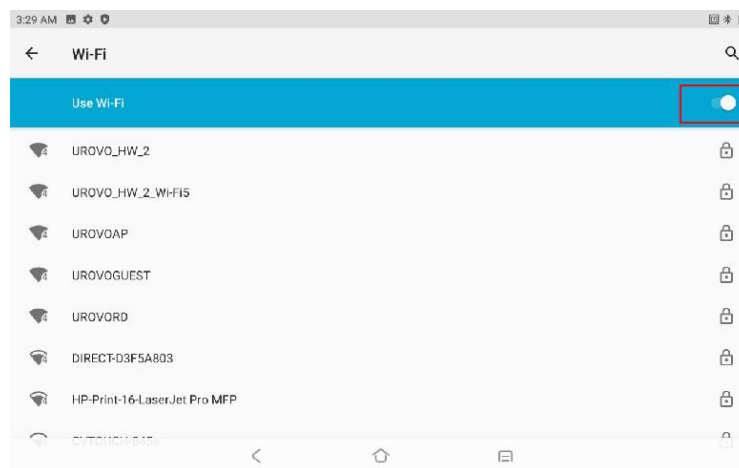 3:29 AM
Wi-Fi
Use Wi-Fi
UROVO_HW_2
UROVO_HW_2_Wi-Fi5
UROVOAP
UROVOGUEST
UROVORD
DIRECT-D3F5A803
HP-Print-16-LaserJet Pro MFP